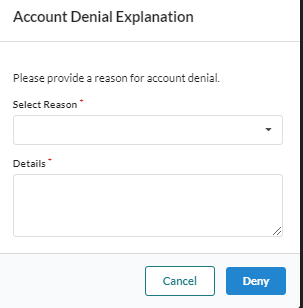 Account Denial Explanation
Please provide a reason for account denial.
Select Reason *
Details *
Cancel
Deny